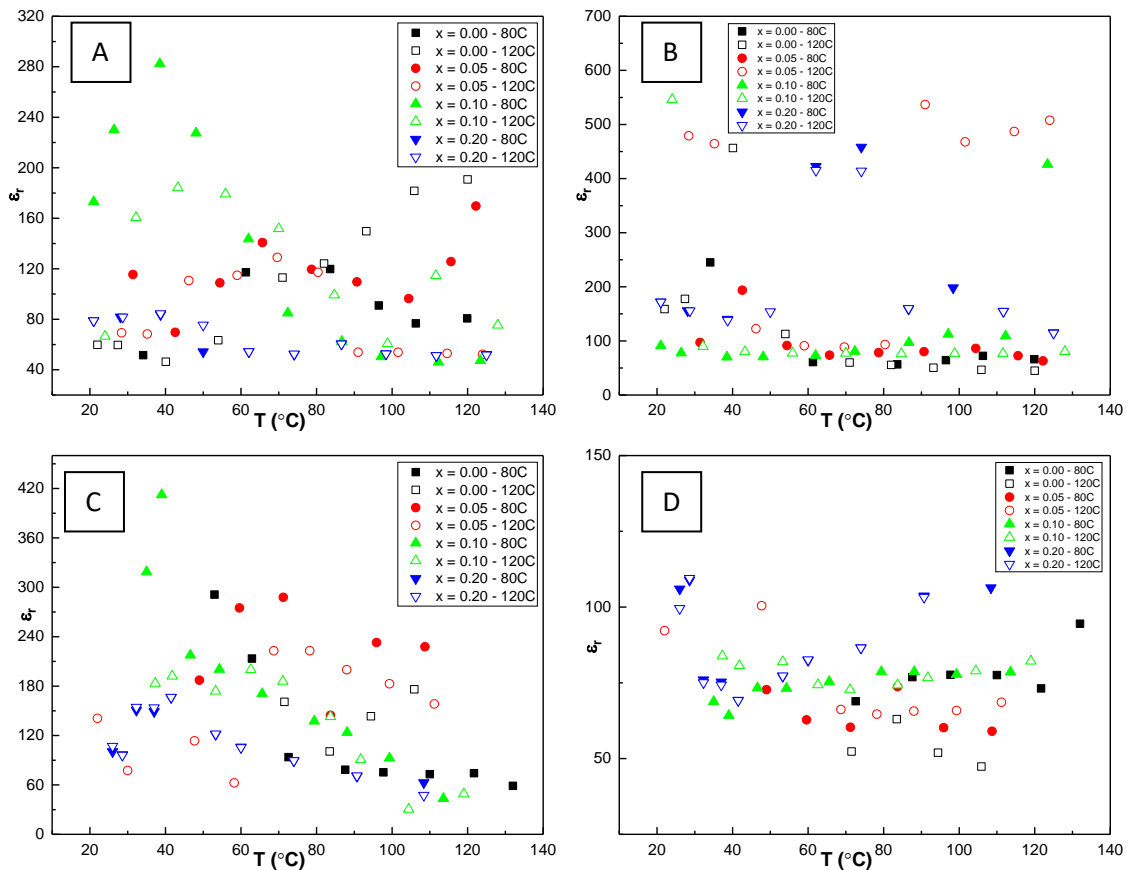 A
320
280
240
200
160
120
80
40
εr
20 40 60 80 100 120 140
T (°C)
x = 0.00 - 80C
x = 0.00 - 120C
x = 0.05 - 80C
x = 0.05 - 120C
x = 0.10 - 80C
x = 0.10 - 120C
x = 0.20 - 80C
x = 0.20 - 120C
B
700
600
500
400
300
200
100
0
εr
20 40 60 80 100 120 140
T (°C)
x = 0.00 - 80C
x = 0.00 - 120C
x = 0.05 - 80C
x = 0.05 - 120C
x = 0.10 - 80C
x = 0.10 - 120C
x = 0.20 - 80C
x = 0.20 - 120C
C
420
360
300
240
180
120
60
0
εr
20 40 60 80 100 120 140
T (°C)
x = 0.00 - 80C
x = 0.00 - 120C
x = 0.05 - 80C
x = 0.05 - 120C
x = 0.10 - 80C
x = 0.10 - 120C
x = 0.20 - 80C
x = 0.20 - 120C
D
150
100
50
εr
20 40 60 80 100 120 140
T (°C)
x = 0.00 - 80C
x = 0.00 - 120C
x = 0.05 - 80C
x = 0.05 - 120C
x = 0.10 - 80C
x = 0.10 - 120C
x = 0.20 - 80C
x = 0.20 - 120C